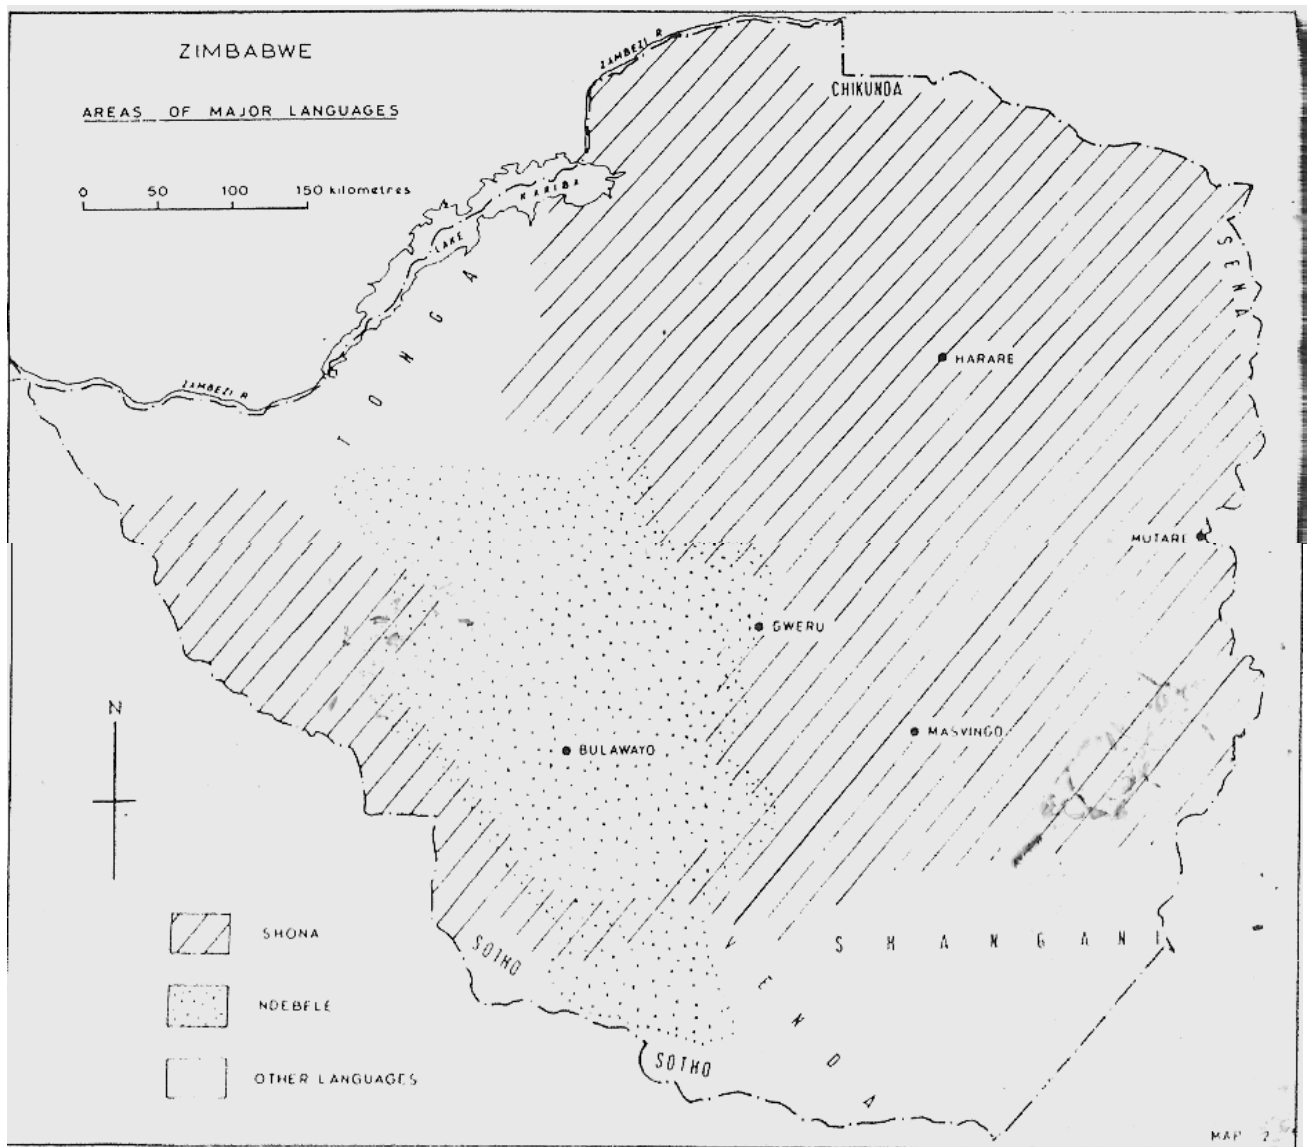 ZIMBABWE
AREAS OF MAJOR LANGUAGES
0 50 100 150 kilometres
ZAMBEZI R
CHIKUNDA
LAKE KARIBA
SENA
TONGA
HARARE
ZAMBEZI R
MUTARE
GWERU
N
MASVINGO
BULAWAYO
SHONA
SHANGANI
SOTHO
VENDA
NDEBELE
SOTHO
OTHER LANGUAGES
MAP 2